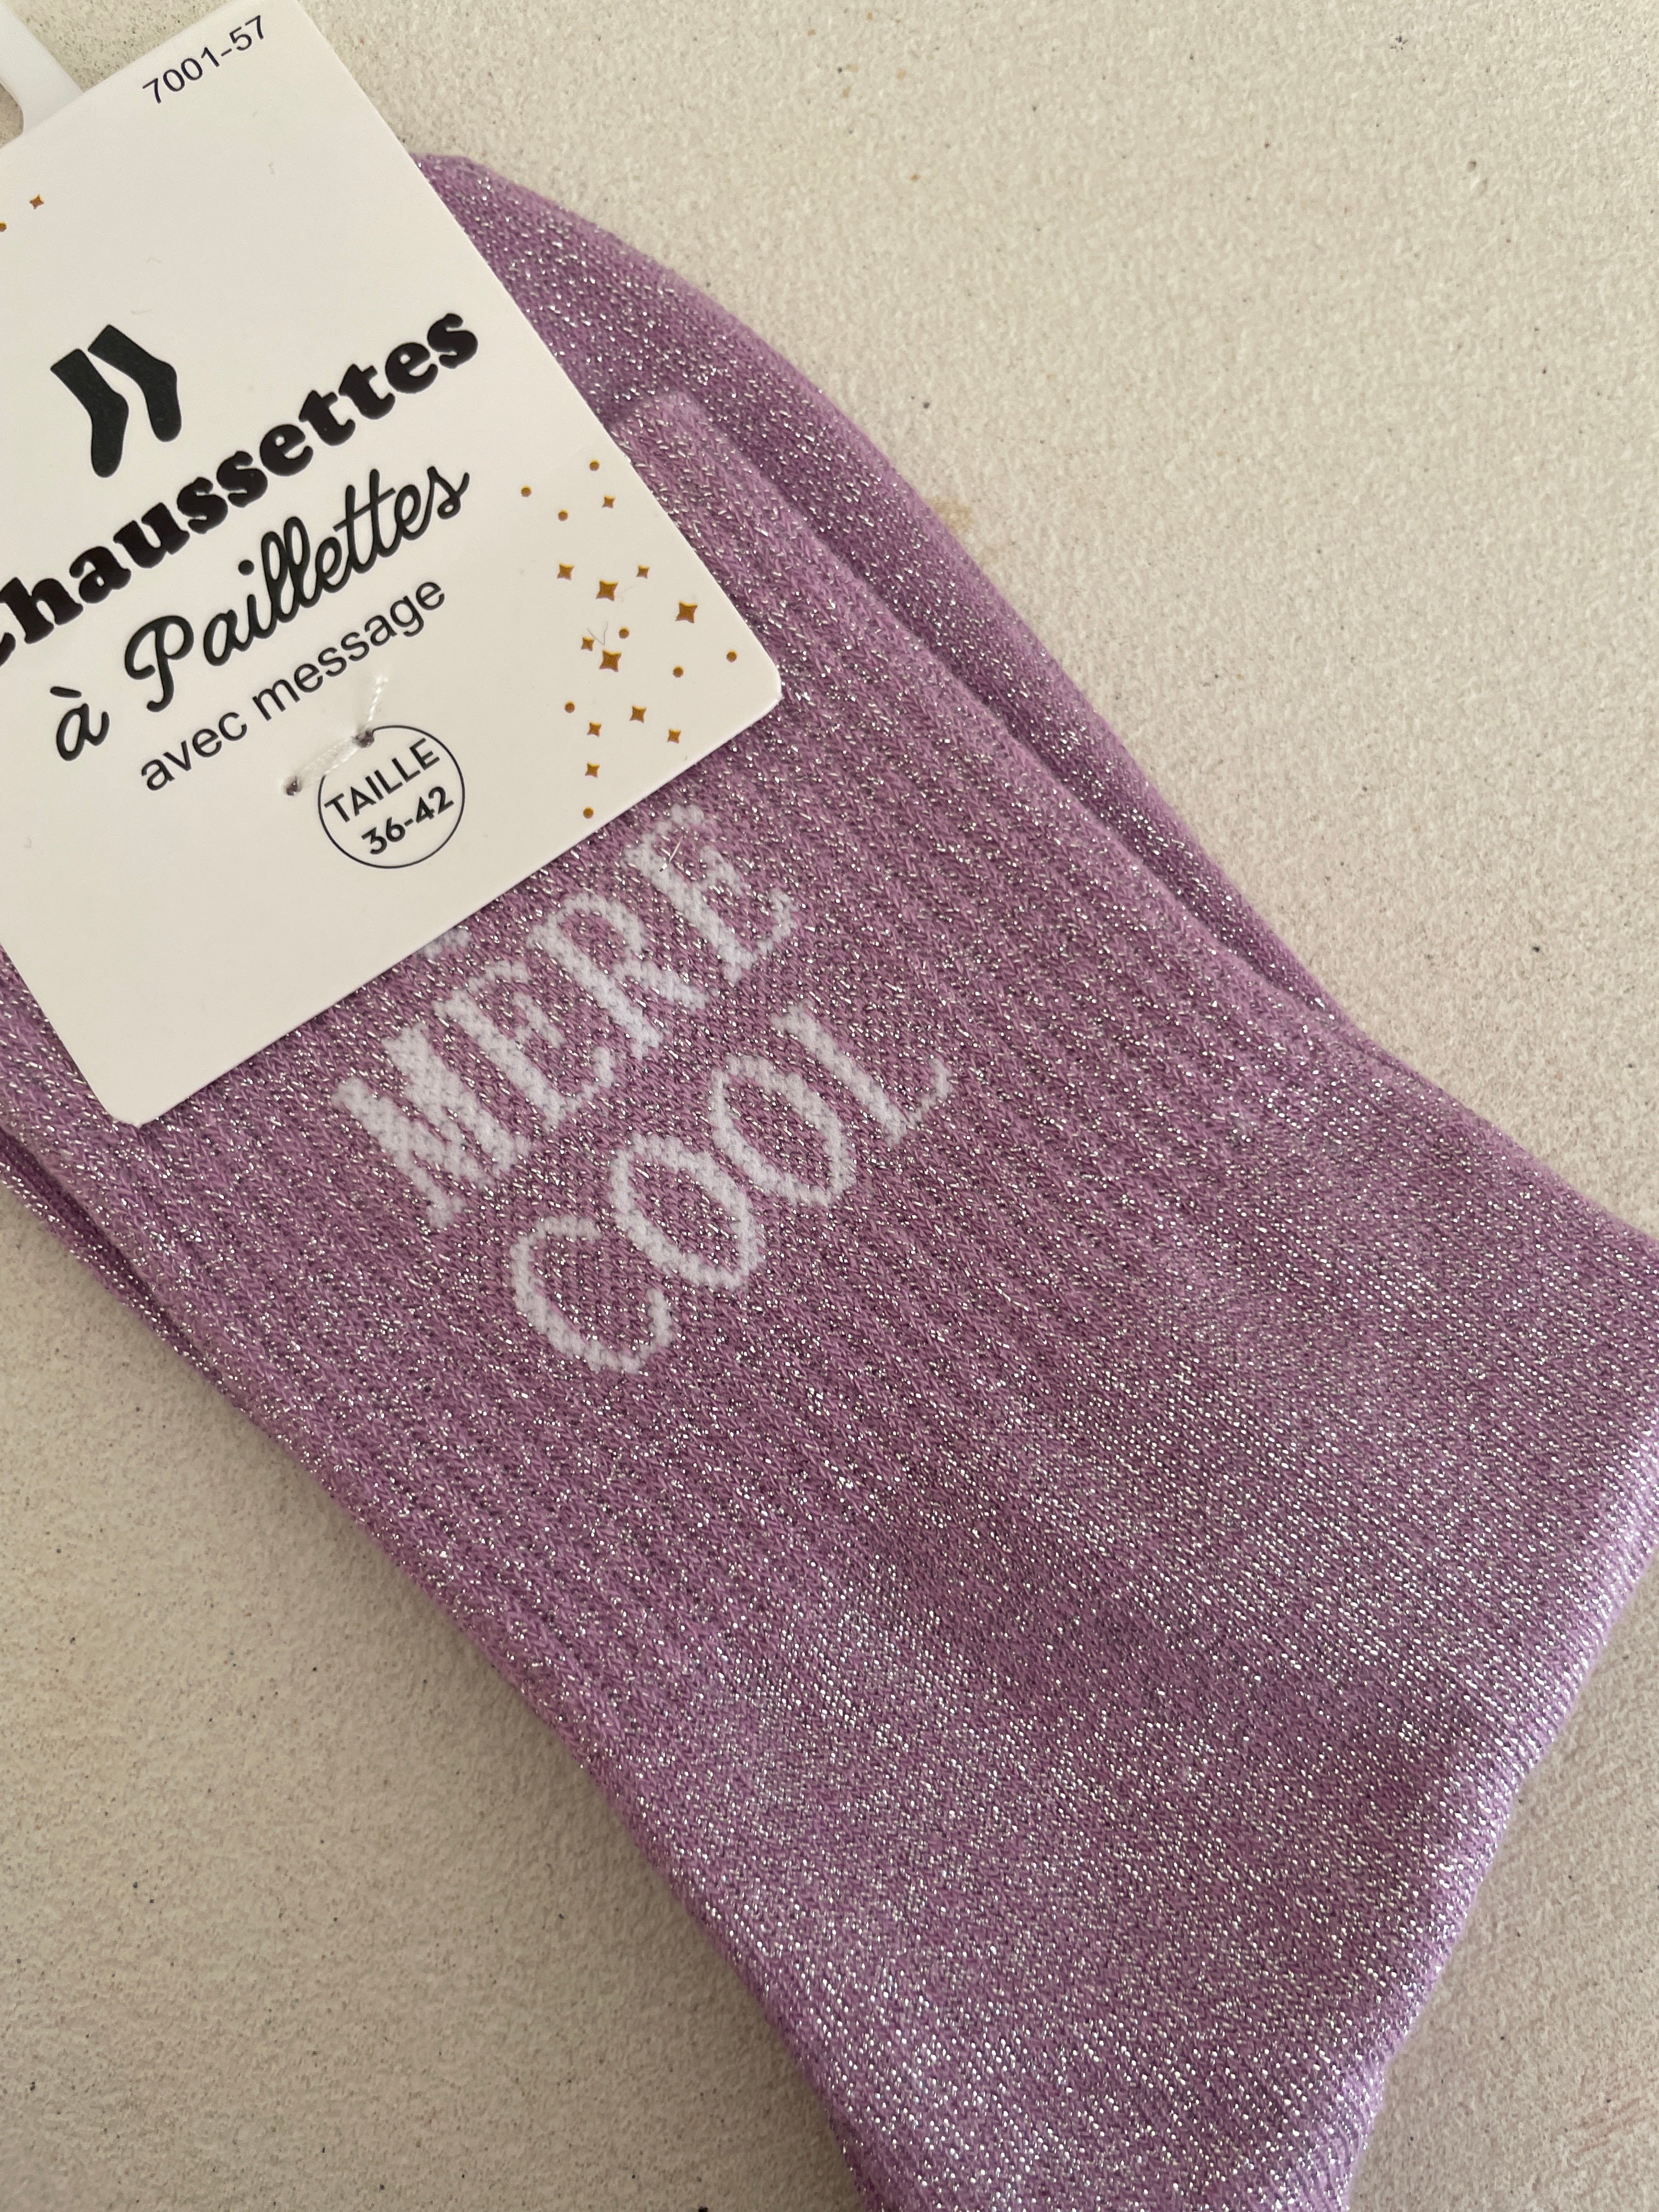 7001-57
Chaussettes
à Paillettes
avec message
TAILLE
36-42
MÈRE
COOL